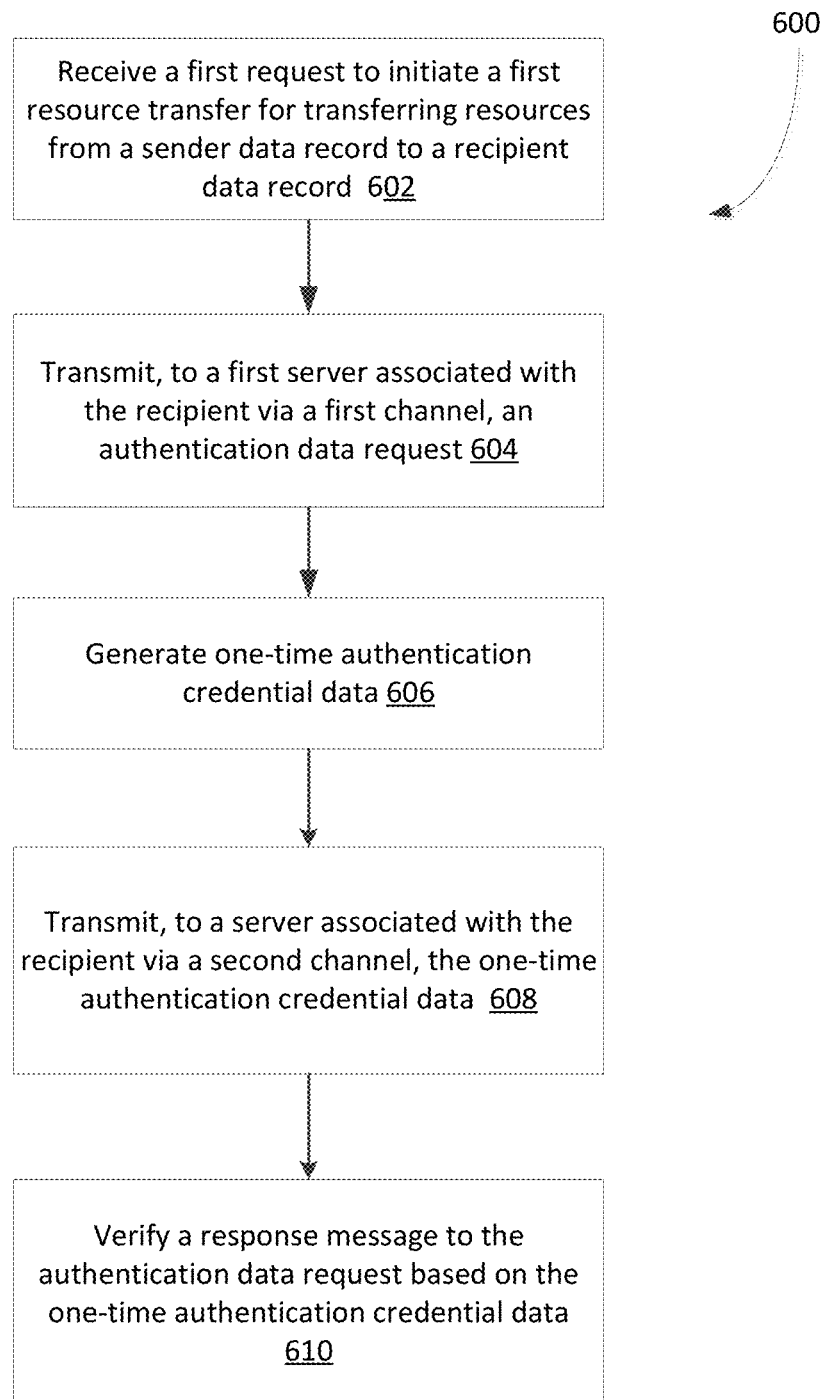 600
Receive a first request to initiate a first
resource transfer for transferring resources
from a sender data record to a recipient
data record 602
Transmit, to a first server associated with
the recipient via a first channel, an
authentication data request 604
Generate one-time authentication
credential data 606
Transmit, to a server associated with the
recipient via a second channel, the one-time
authentication credential data 608
Verify a response message to the
authentication data request based on the
one-time authentication credential data
610